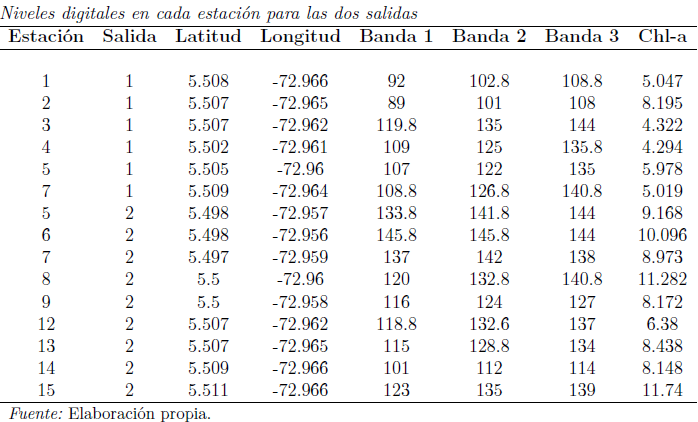 Niveles digitales en cada estación para las dos salidas
Estación Salida Latitud Longitud Banda 1 Banda 2 Banda 3 Chl-a
1 1 5.508 -72.966 92 102.8 108.8 5.047
2 1 5.507 -72.965 89 101 108 8.195
3 1 5.507 -72.962 119.8 135 144 4.322
4 1 5.502 -72.961 109 125 135.8 4.294
5 1 5.505 -72.96 107 122 135 5.978
7 1 5.509 -72.964 108.8 126.8 140.8 5.019
5 2 5.498 -72.957 133.8 141.8 144 9.168
6 2 5.498 -72.956 145.8 145.8 144 10.096
7 2 5.497 -72.959 137 142 138 8.973
8 2 5.5 -72.96 120 132.8 140.8 11.282
9 2 5.5 -72.958 116 124 127 8.172
12 2 5.507 -72.962 118.8 132.6 137 6.38
13 2 5.507 -72.965 115 128.8 134 8.438
14 2 5.509 -72.966 101 112 114 8.148
15 2 5.511 -72.966 123 135 139 11.74
Fuente: Elaboración propia.